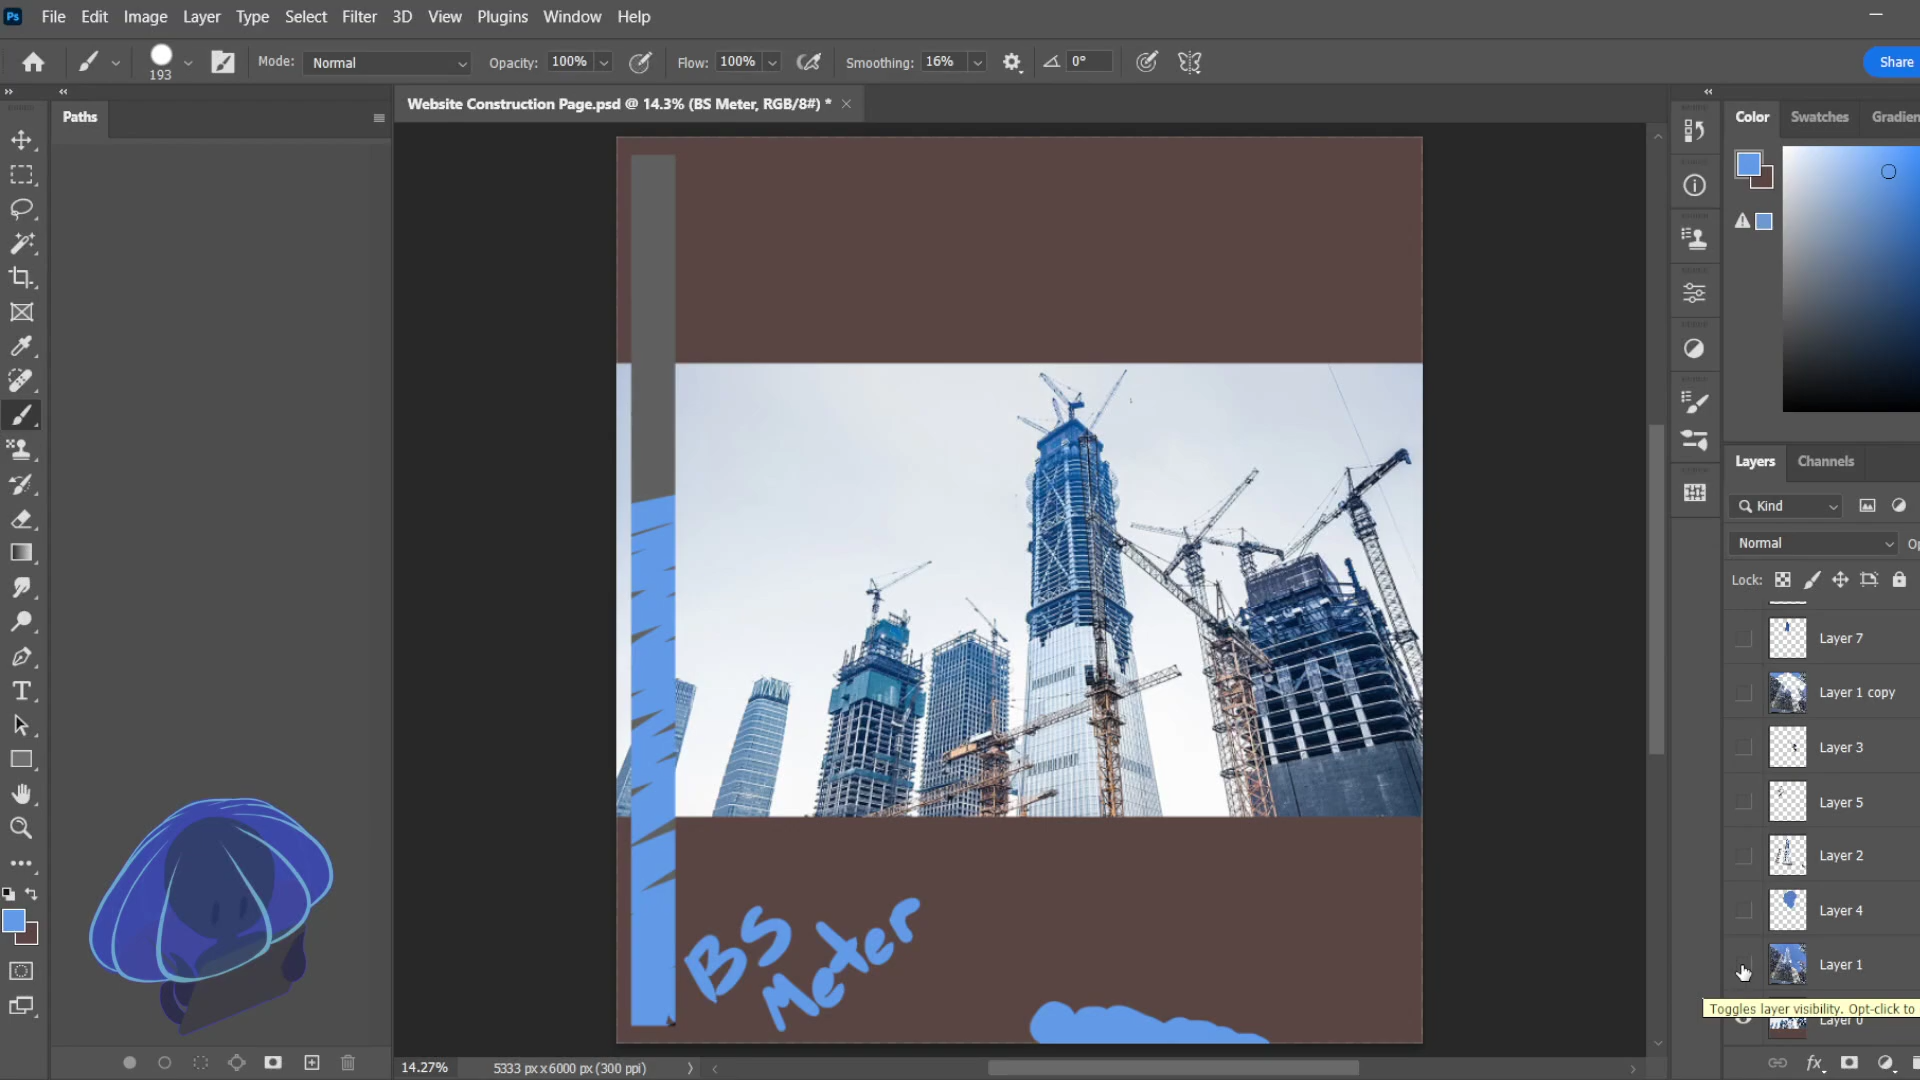 Ps File Edit Image Layer Type Select Filter 3D View Plugins Window Help
193 Mode: Normal Opacity: 100% Flow: 100% Smoothing: 16% 0° Share
Paths
Website Construction Page.psd @ 14.3% (BS Meter, RGB/8#) *
Color Swatches Gradien
Layers Channels
Kind
Normal Op
Lock:
Layer 7
Layer 1 copy
Layer 3
Layer 5
Layer 2
Layer 4
Layer 1
Toggles layer visibility. Opt-click to
Layer 0
BS
Meter
14.27% 5333 px x 6000 px (300 ppi)
fx